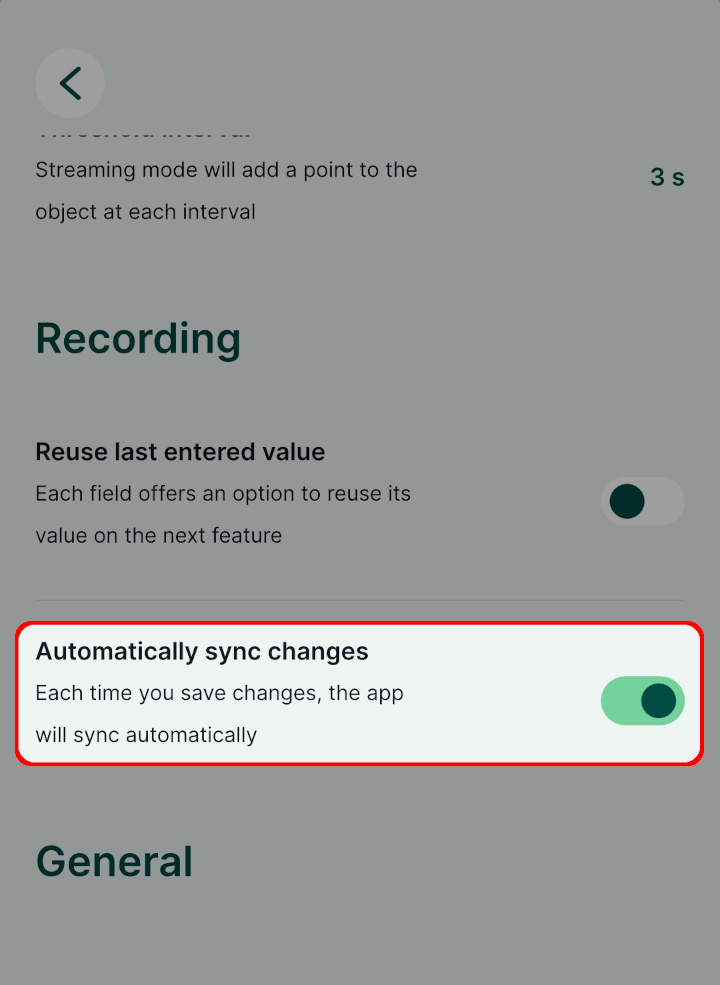 Threshold interval
Streaming mode will add a point to the
object at each interval
3 s
Recording
Reuse last entered value
Each field offers an option to reuse its
value on the next feature
Automatically sync changes
Each time you save changes, the app
will sync automatically
General